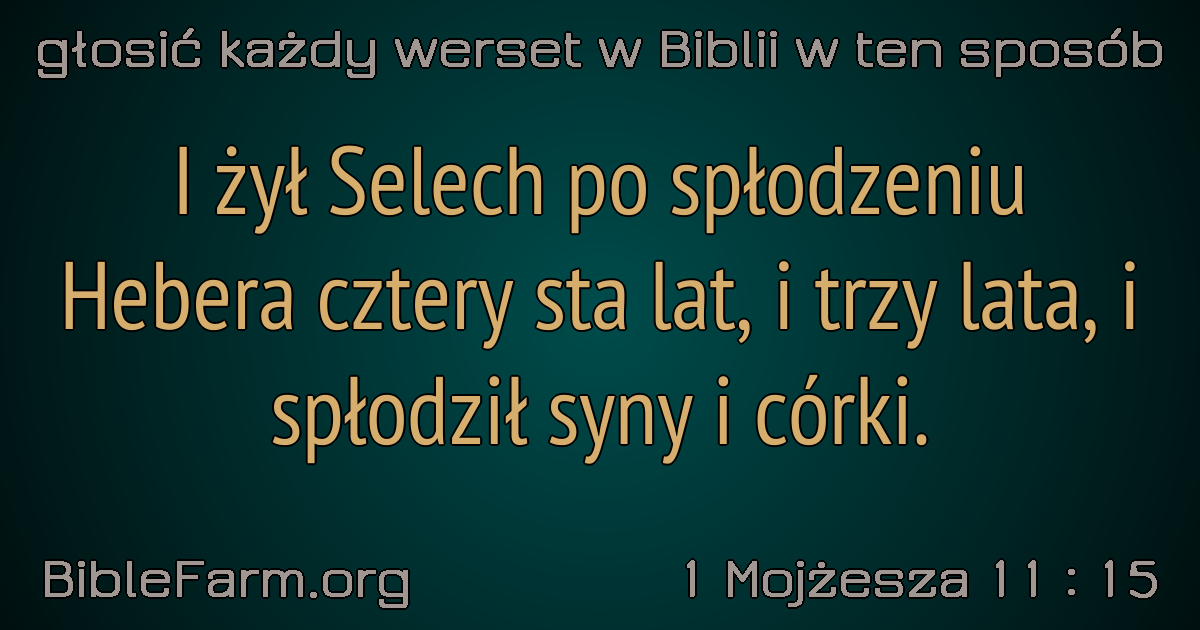 głosić każdy werset w Biblii w ten sposób
I żył Selech po spłodzeniu
Hebera cztery sta lat, i trzy lata, i
spłodził syny i córki.
BibleFarm.org
1 Mojżesza 11 : 15